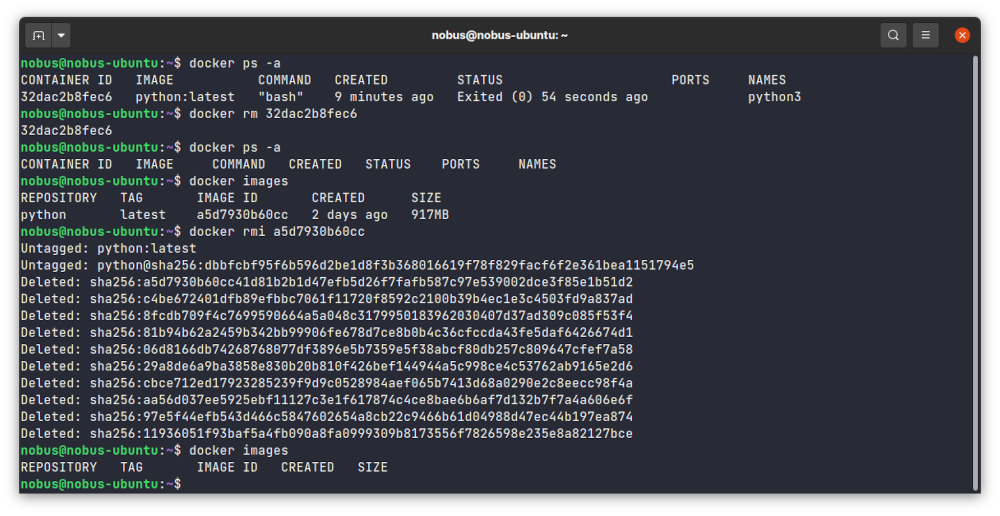 nobus@nobus-ubuntu: ~
nobus@nobus-ubuntu:~$ docker ps -a
CONTAINER ID   IMAGE           COMMAND   CREATED         STATUS                      PORTS     NAMES
32dac2b8fec6   python:latest   "bash"    9 minutes ago   Exited (0) 54 seconds ago             python3
nobus@nobus-ubuntu:~$ docker rm 32dac2b8fec6
32dac2b8fec6
nobus@nobus-ubuntu:~$ docker ps -a
CONTAINER ID   IMAGE     COMMAND   CREATED   STATUS    PORTS     NAMES
nobus@nobus-ubuntu:~$ docker images
REPOSITORY   TAG       IMAGE ID       CREATED      SIZE
python       latest    a5d7930b60cc   2 days ago   917MB
nobus@nobus-ubuntu:~$ docker rmi a5d7930b60cc
Untagged: python:latest
Untagged: python@sha256:dbbfcbf95f6b596d2be1d8f3b368016619f78f829facf6f2e361bea1151794e5
Deleted: sha256:a5d7930b60cc41d81b2b1d47efb5d26f7fafb587c97e539002dce3f85e1b51d2
Deleted: sha256:c4be672401dfb89efbbc7061f11720f8592c2100b39b4ec1e3c4503fd9a837ad
Deleted: sha256:8fcdb709f4c7699590664a5a048c3179950183962030407d37ad309c085f53f4
Deleted: sha256:81b94b62a2459b342bb99906fe678d7ce8b0b4c36cfccda43fe5daf6426674d1
Deleted: sha256:06d8166db74268768077df3896e5b7359e5f38abcf80db257c809647cfef7a58
Deleted: sha256:29a8de6a9ba3858e830b20b810f426bef144944a5c998ce4c53762ab9165e2d6
Deleted: sha256:cbce712ed17923285239f9d9c0528984aef065b7413d68a0290e2c8eecc98f4a
Deleted: sha256:aa56d037ee5925ebf11127c3e1f617874c4ce8bae6b6af7d132b7f7a4a606e6f
Deleted: sha256:97e5f44efb543d466c5847602654a8cb22c9466b61d04988d47ec44b197ea874
Deleted: sha256:11936051f93baf5a4fb090a8fa0999309b8173556f7826598e235e8a82127bce
nobus@nobus-ubuntu:~$ docker images
REPOSITORY   TAG       IMAGE ID   CREATED   SIZE
nobus@nobus-ubuntu:~$